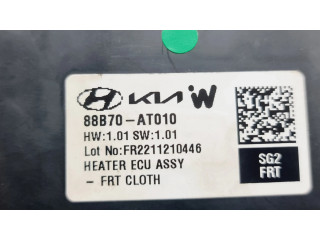 KIA W
88B70-AT010
HW:1.01 SW:1.01
Lot No:FR2211210446
HEATER ECU ASSY
- FRT CLOTH
SG2
FRT